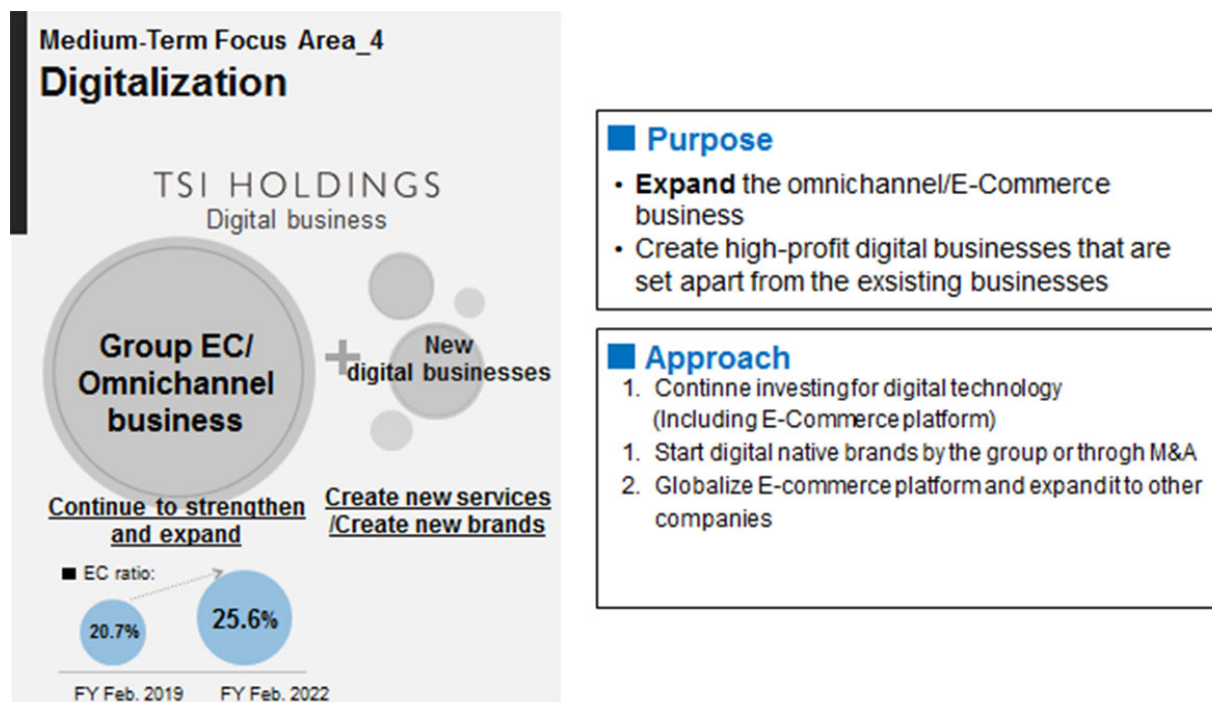 Medium-Term Focus Area_4
Digitalization
TSI HOLDINGS
Digital business
Group EC/
Omnichannel
business
+
New
digital businesses
Continue to strengthen
and expand
Create new services
/Create new brands
■ EC ratio:
20.7%
25.6%
FY Feb. 2019
FY Feb. 2022
■ Purpose
• Expand the omnichannel/E-Commerce
business
• Create high-profit digital businesses that are
set apart from the exsisting businesses
■ Approach
1. Continne investing for digital technology
(Including E-Commerce platform)
1. Start digital native brands by the group or throgh M&A
2. Globalize E-commerce platform and expand it to other
companies